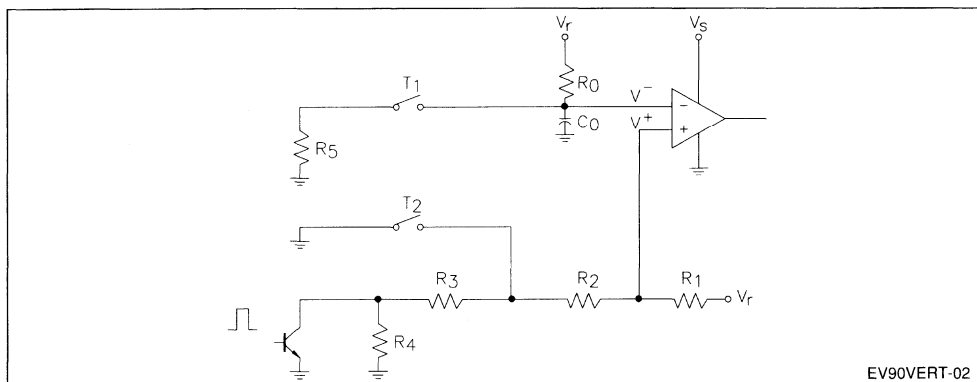 Vr
Vs
T1
R0
V−
−
C0
V+
+
R5
T2
R3
R2
R1
Vr
R4
EV90VERT-02